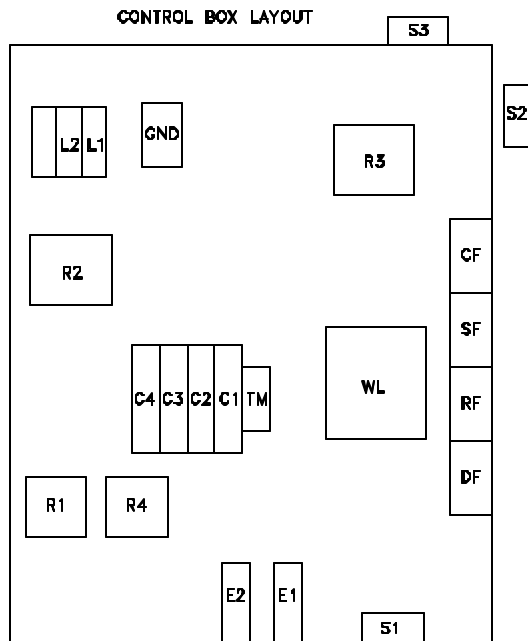 CONTROL BOX LAYOUT
S3
S2
L2 L1
GND
R3
R2
CF
SF
WL
C4 C3 C2 C1 TM
RF
DF
R1
R4
E2
E1
S1